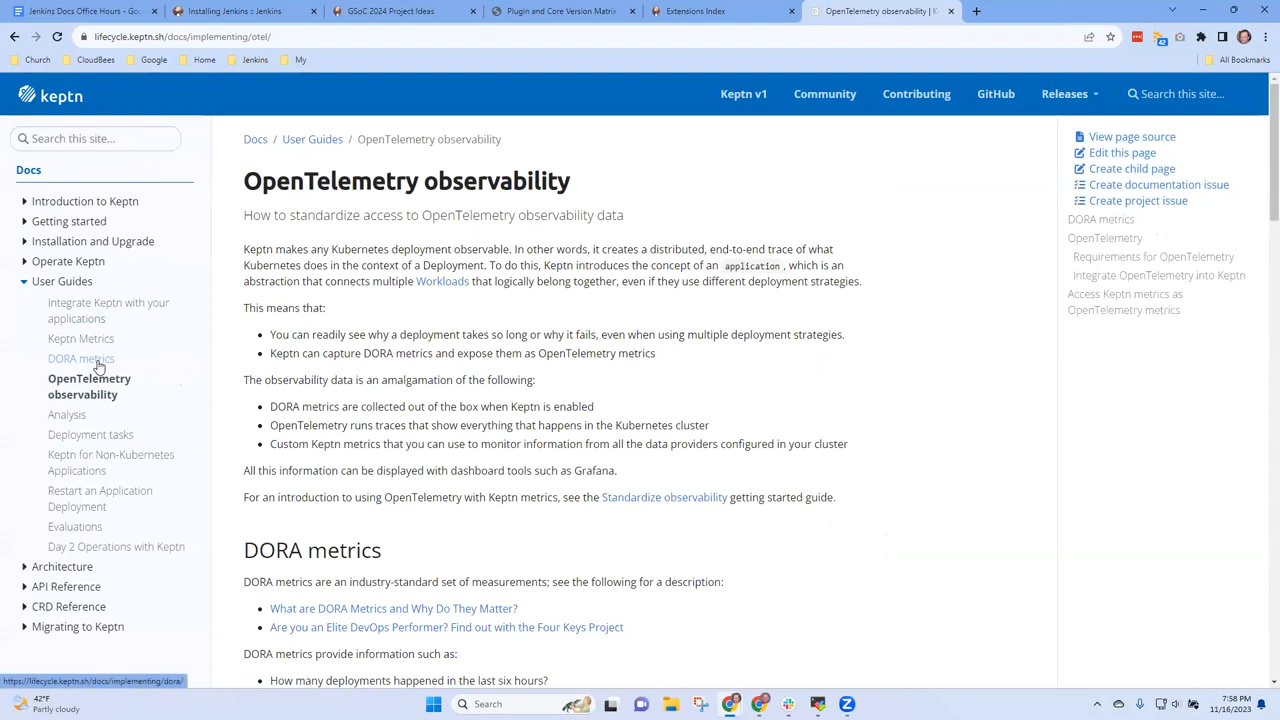 Jenkins Docs Office Hours - Goo
Installing Jenkins x Jenkins
GSoC 2024 Project Ideas
Plugin and Core Version Matrix
Extensions Index
OpenTelemetry observability | K
lifecycle.keptn.sh/docs/implementing/otel/
42
Church
CloudBees
Google
Home
Jenkins
My
All Bookmarks
keptn
Keptn v1
Community
Contributing
GitHub
Releases
Search this site...
Search this site...
Docs
Introduction to Keptn
Getting started
Installation and Upgrade
Operate Keptn
User Guides
Integrate Keptn with your
applications
Keptn Metrics
DORA metrics
OpenTelemetry
observability
Analysis
Deployment tasks
Keptn for Non-Kubernetes
Applications
Restart an Application
Deployment
Evaluations
Day 2 Operations with Keptn
Architecture
API Reference
CRD Reference
Migrating to Keptn
Docs / User Guides / OpenTelemetry observability
OpenTelemetry observability
How to standardize access to OpenTelemetry observability data
Keptn makes any Kubernetes deployment observable. In other words, it creates a distributed, end-to-end trace of what
Kubernetes does in the context of a Deployment. To do this, Keptn introduces the concept of an application, which is an
abstraction that connects multiple Workloads that logically belong together, even if they use different deployment strategies.
This means that:
You can readily see why a deployment takes so long or why it fails, even when using multiple deployment strategies.
Keptn can capture DORA metrics and expose them as OpenTelemetry metrics
The observability data is an amalgamation of the following:
DORA metrics are collected out of the box when Keptn is enabled
OpenTelemetry runs traces that show everything that happens in the Kubernetes cluster
Custom Keptn metrics that you can use to monitor information from all the data providers configured in your cluster
All this information can be displayed with dashboard tools such as Grafana.
For an introduction to using OpenTelemetry with Keptn metrics, see the Standardize observability getting started guide.
DORA metrics
DORA metrics are an industry-standard set of measurements; see the following for a description:
What are DORA Metrics and Why Do They Matter?
Are you an Elite DevOps Performer? Find out with the Four Keys Project
DORA metrics provide information such as:
How many deployments happened in the last six hours?
View page source
Edit this page
Create child page
Create documentation issue
Create project issue
DORA metrics
OpenTelemetry
Requirements for OpenTelemetry
Integrate OpenTelemetry into Keptn
Access Keptn metrics as
OpenTelemetry metrics
https://lifecycle.keptn.sh/docs/implementing/dora/
42°F
Partly cloudy
Search
7:58 PM
11/16/2023